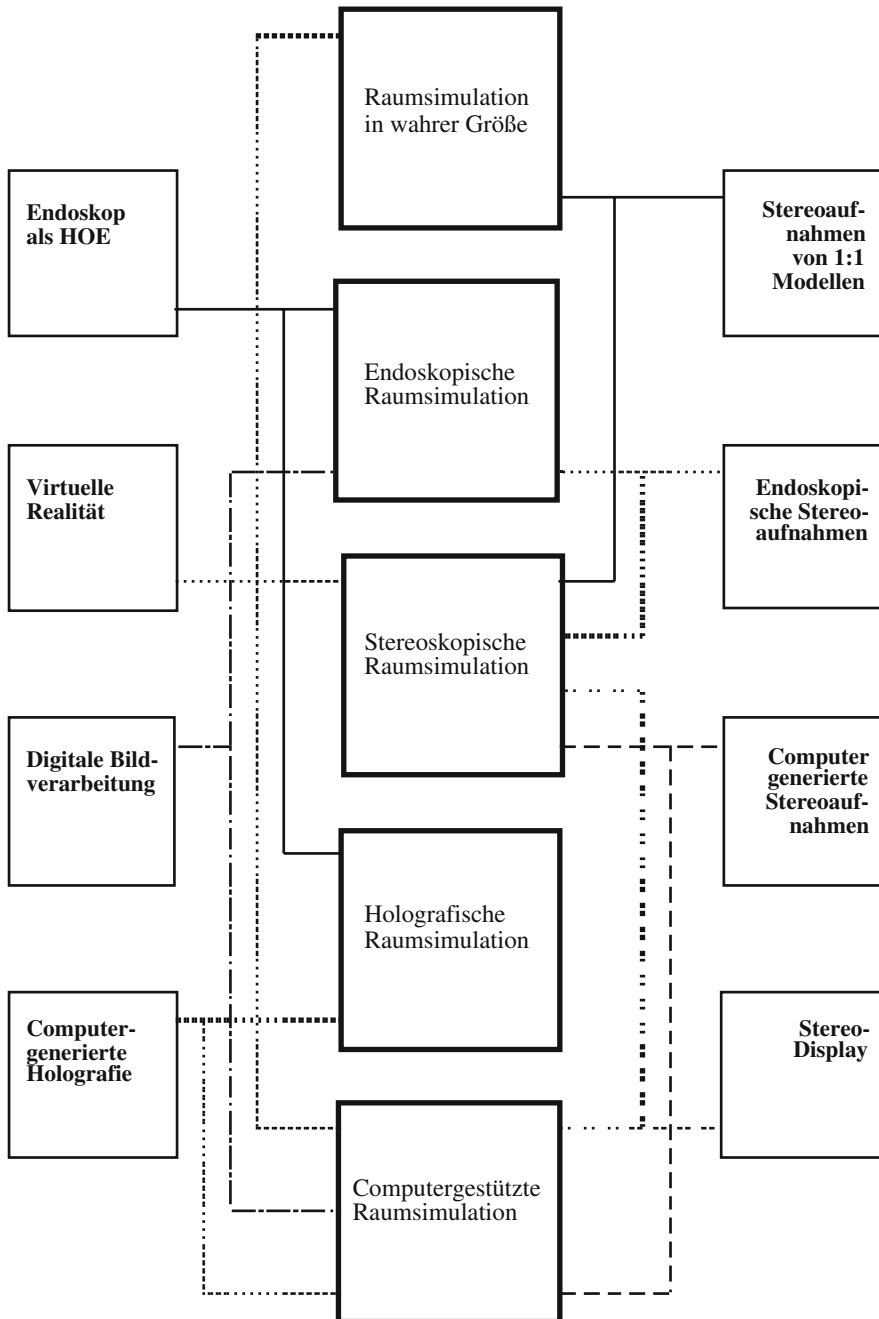 Raumsimulation
in wahrer Größe
Endoskop
als HOE
Stereoauf-
nahmen
von 1:1
Modellen
Endoskopische
Raumsimulation
Virtuelle
Realität
Endoskopi-
sche Stereo-
aufnahmen
Stereoskopische
Raumsimulation
Digitale Bild-
verarbeitung
Computer
generierte
Stereoauf-
nahmen
Holografische
Raumsimulation
Computer-
generierte
Holografie
Stereo-
Display
Computergestützte
Raumsimulation